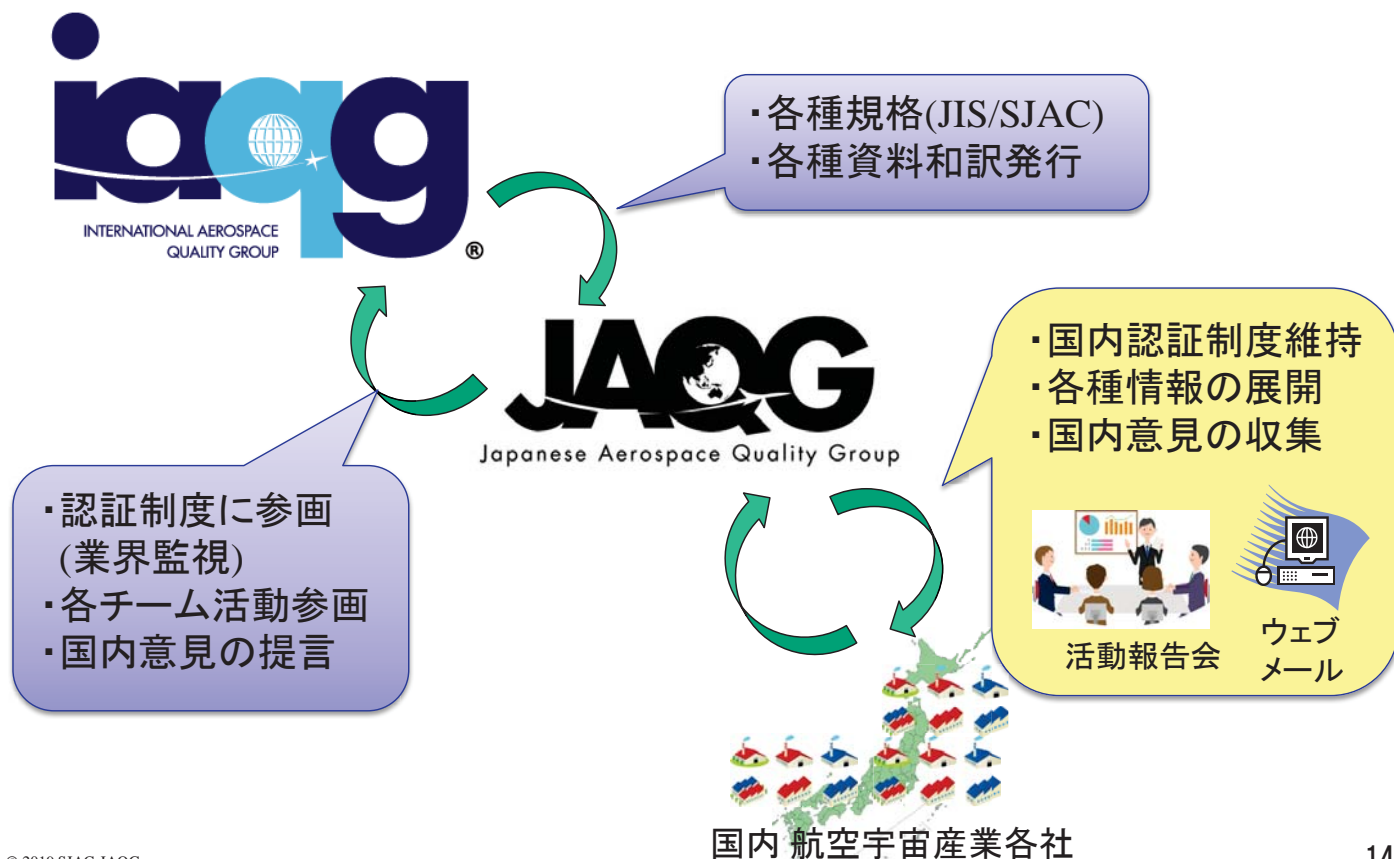 iaqg
INTERNATIONAL AEROSPACE
QUALITY GROUP
®
・各種規格(JIS/SJAC)
・各種資料和訳発行
JAQG
Japanese Aerospace Quality Group
・国内認証制度維持
・各種情報の展開
・国内意見の収集
活動報告会
ウェブ
メール
・認証制度に参画
(業界監視)
・各チーム活動参画
・国内意見の提言
国内 航空宇宙産業各社
14